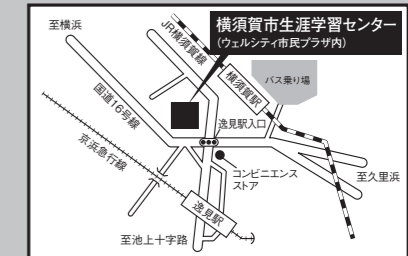 至横浜
JR横須賀線
横須賀市生涯学習センター
(ウェルシティ市民プラザ内)
国道16号線
横須賀駅
バス乗り場
逸見駅入口
京浜急行線
コンビニエンス
ストア
至久里浜
逸見駅
至池上十字路